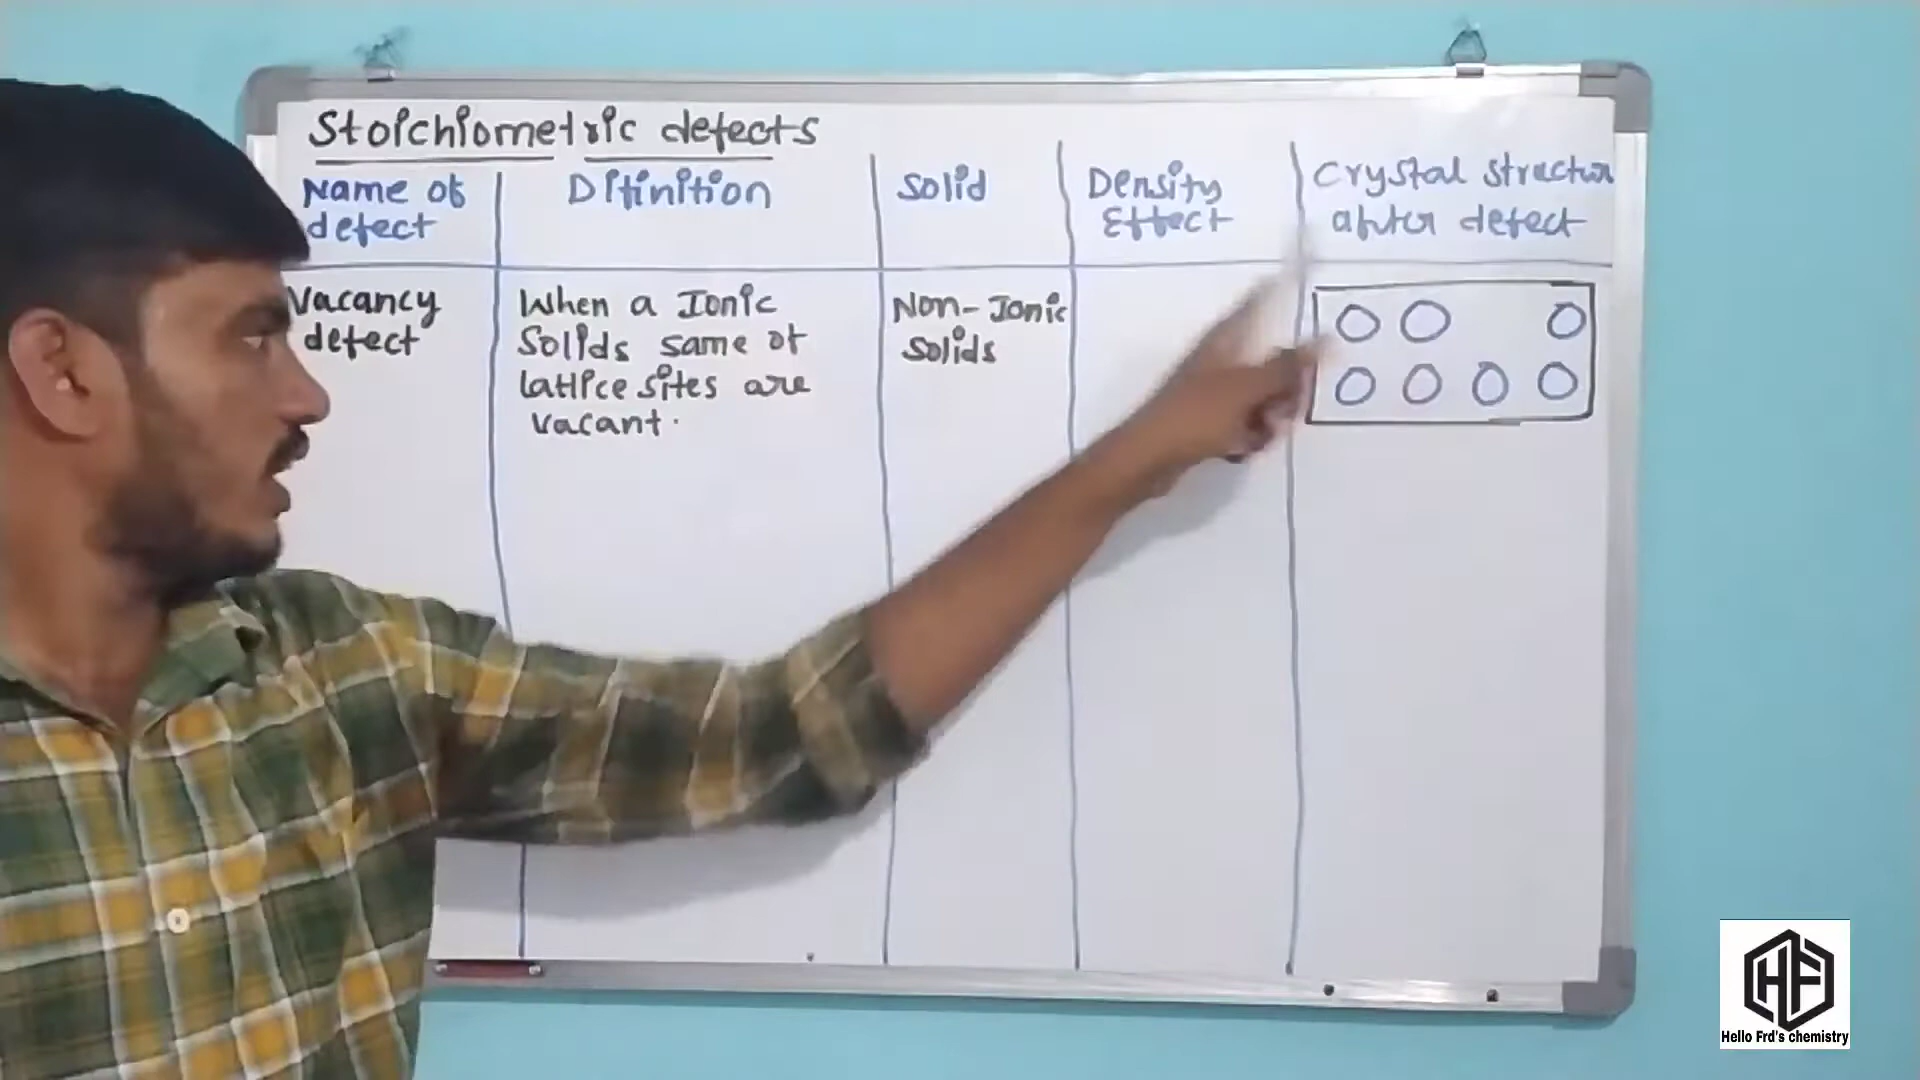 Stoichiometric defects
Name of defect
Difinition
Solid
Density Effect
Crystal structur after defect
Vacancy defect
When a Ionic
Solids same of
lattice sites are
vacant.
Non-Ionic
Solids
HF
Hello Frd's chemistry